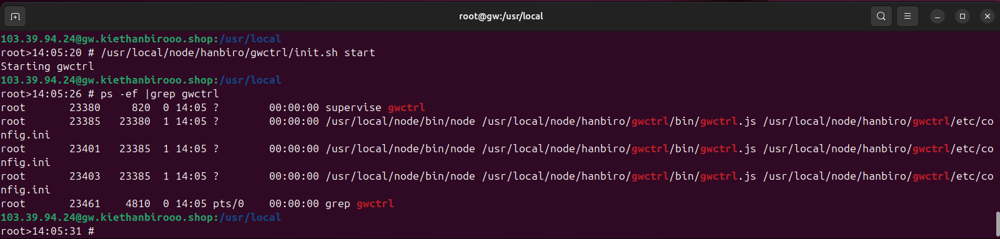 root@gw:/usr/local
103.39.94.24@gw.kiethanbirooo.shop:/usr/local
root>14:05:20 # /usr/local/node/hanbiro/gwctrl/init.sh start
Starting gwctrl
103.39.94.24@gw.kiethanbirooo.shop:/usr/local
root>14:05:26 # ps -ef |grep gwctrl
root       23380     820  0 14:05 ?        00:00:00 supervise gwctrl
root       23385   23380  1 14:05 ?        00:00:00 /usr/local/node/bin/node /usr/local/node/hanbiro/gwctrl/bin/gwctrl.js /usr/local/node/hanbiro/gwctrl/etc/co
nfig.ini
root       23401   23385  1 14:05 ?        00:00:00 /usr/local/node/bin/node /usr/local/node/hanbiro/gwctrl/bin/gwctrl.js /usr/local/node/hanbiro/gwctrl/etc/co
nfig.ini
root       23403   23385  1 14:05 ?        00:00:00 /usr/local/node/bin/node /usr/local/node/hanbiro/gwctrl/bin/gwctrl.js /usr/local/node/hanbiro/gwctrl/etc/co
nfig.ini
root       23461    4810  0 14:05 pts/0    00:00:00 grep gwctrl
103.39.94.24@gw.kiethanbirooo.shop:/usr/local
root>14:05:31 #